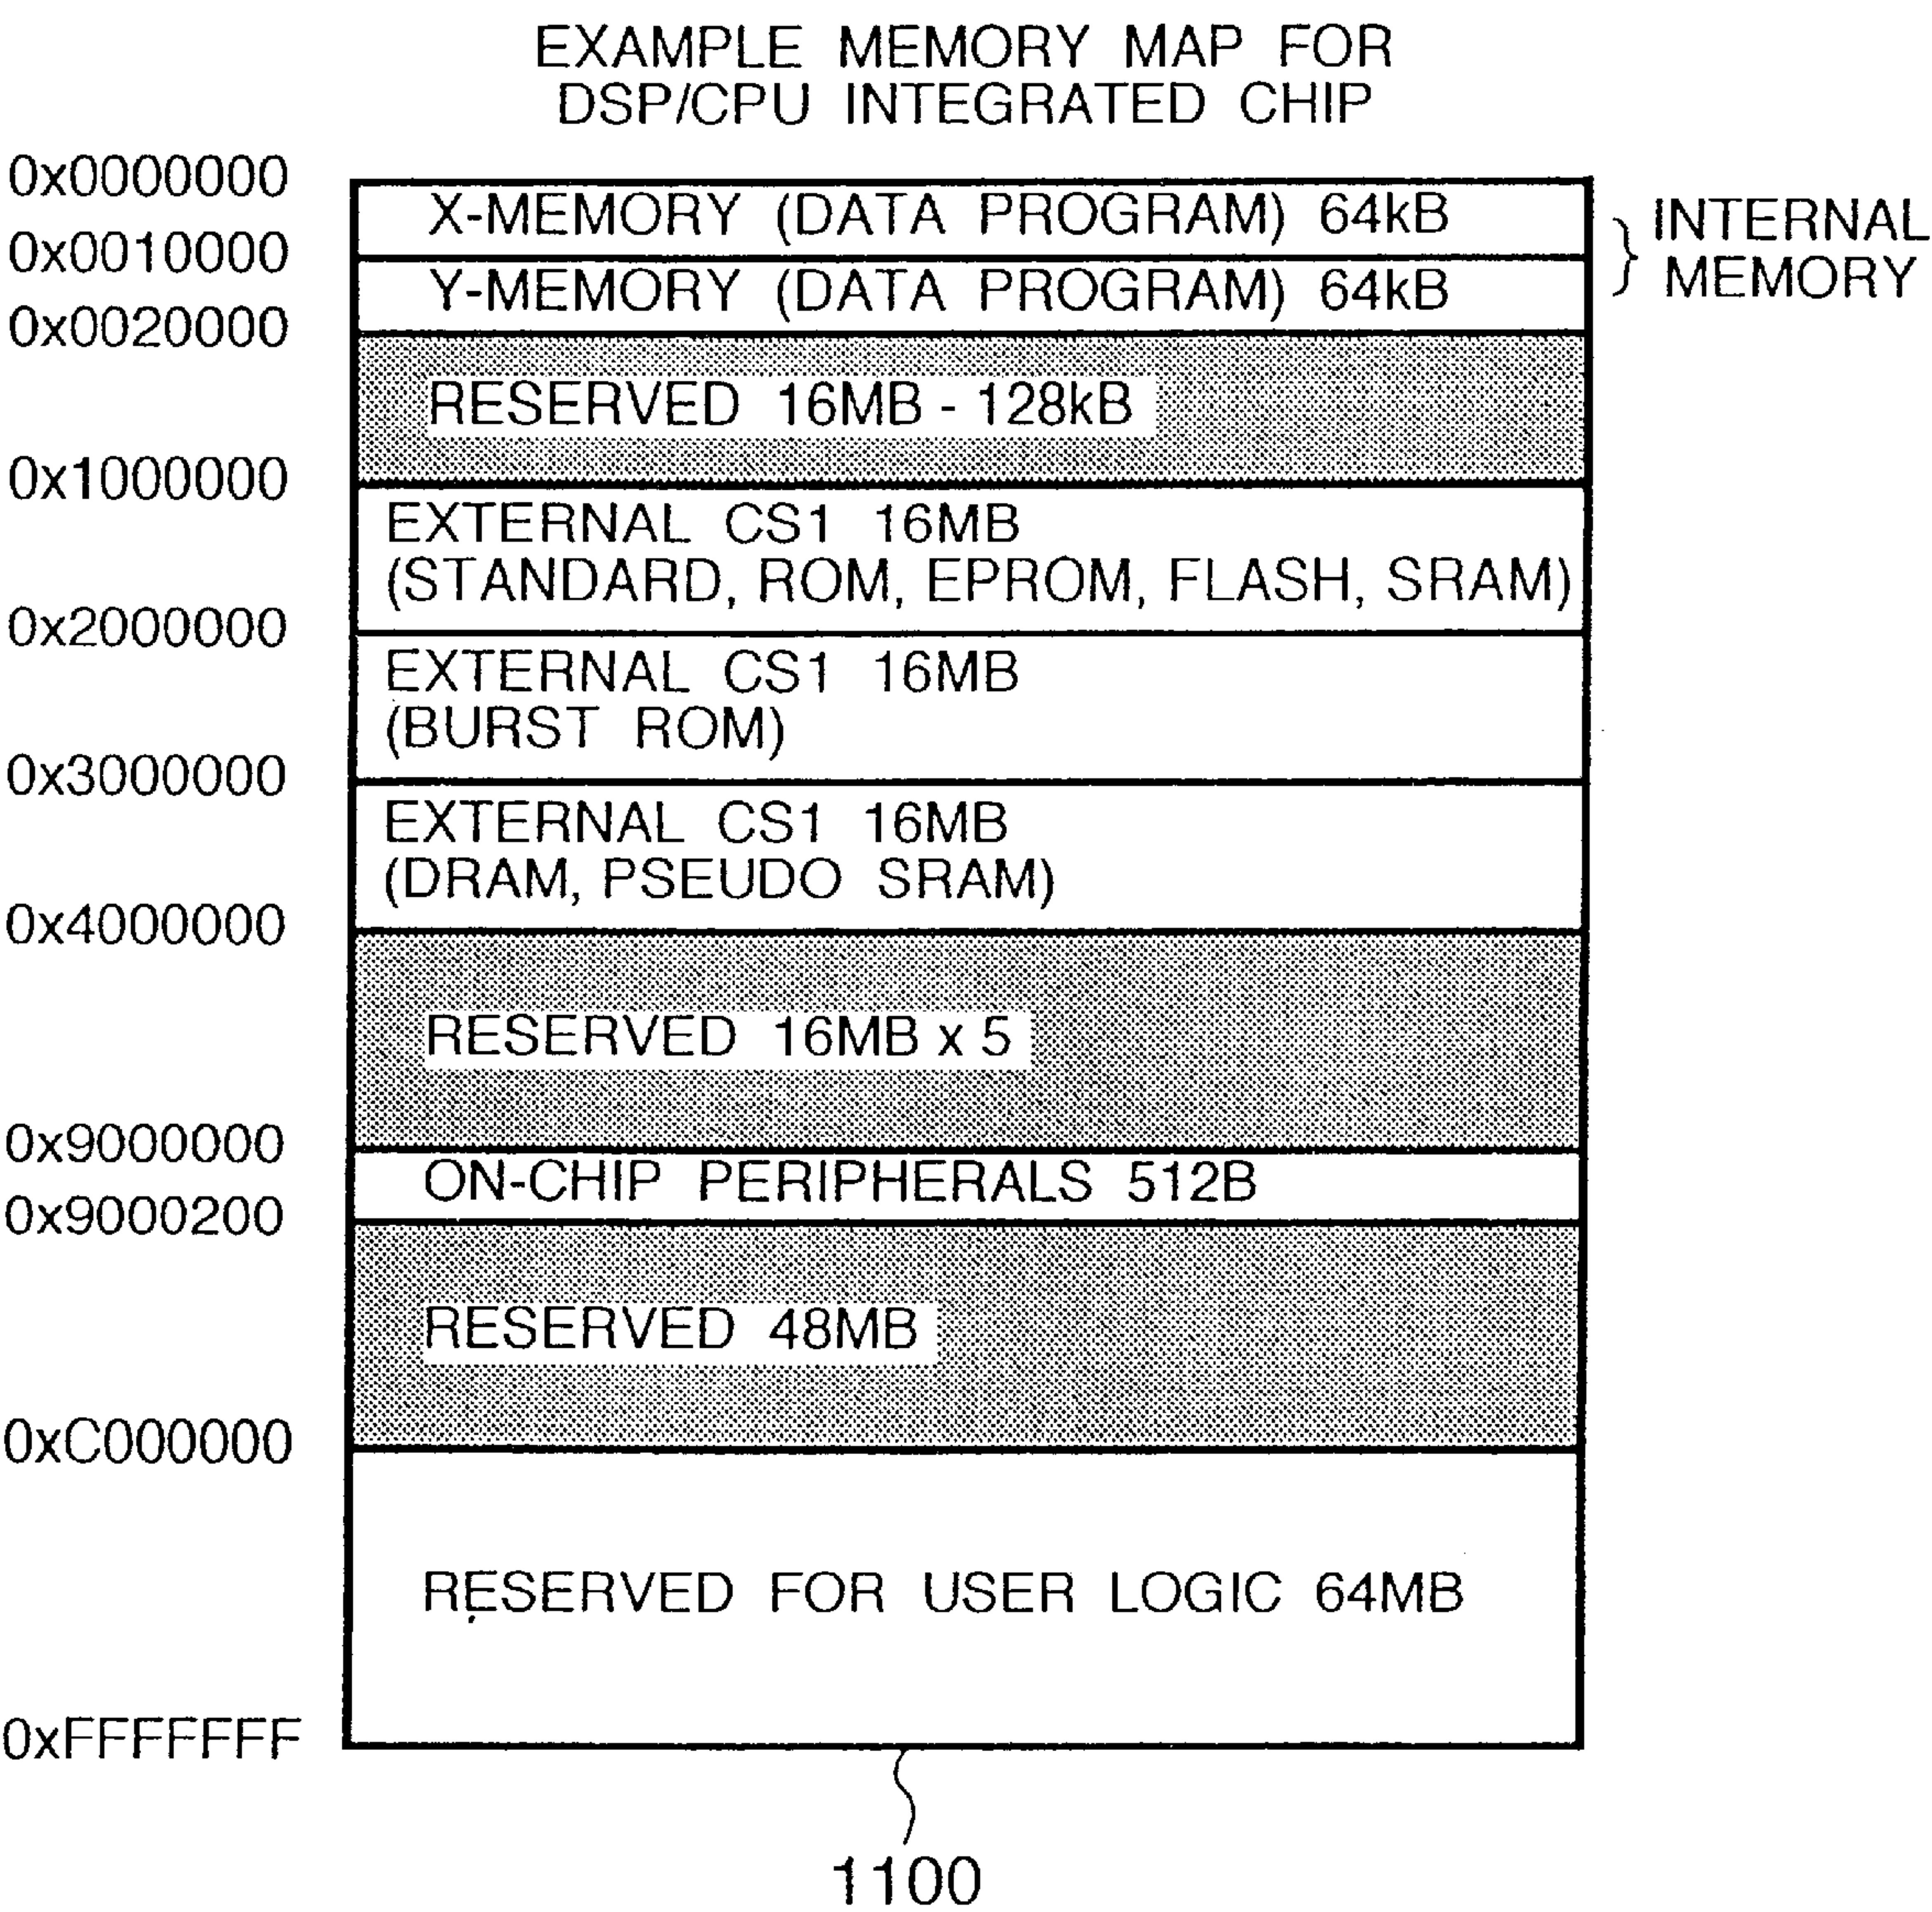 EXAMPLE MEMORY MAP FOR
DSP/CPU INTEGRATED CHIP
0x0000000
X-MEMORY (DATA PROGRAM) 64kB
INTERNAL
MEMORY
0x0010000
Y-MEMORY (DATA PROGRAM) 64kB
0x0020000
RESERVED 16MB - 128kB
0x1000000
EXTERNAL CS1 16MB
(STANDARD, ROM, EPROM, FLASH, SRAM)
0x2000000
EXTERNAL CS1 16MB
(BURST ROM)
0x3000000
EXTERNAL CS1 16MB
(DRAM, PSEUDO SRAM)
0x4000000
RESERVED 16MB x 5
0x9000000
ON-CHIP PERIPHERALS 512B
0x9000200
RESERVED 48MB
0xC000000
RESERVED FOR USER LOGIC 64MB
0xFFFFFFF
1100